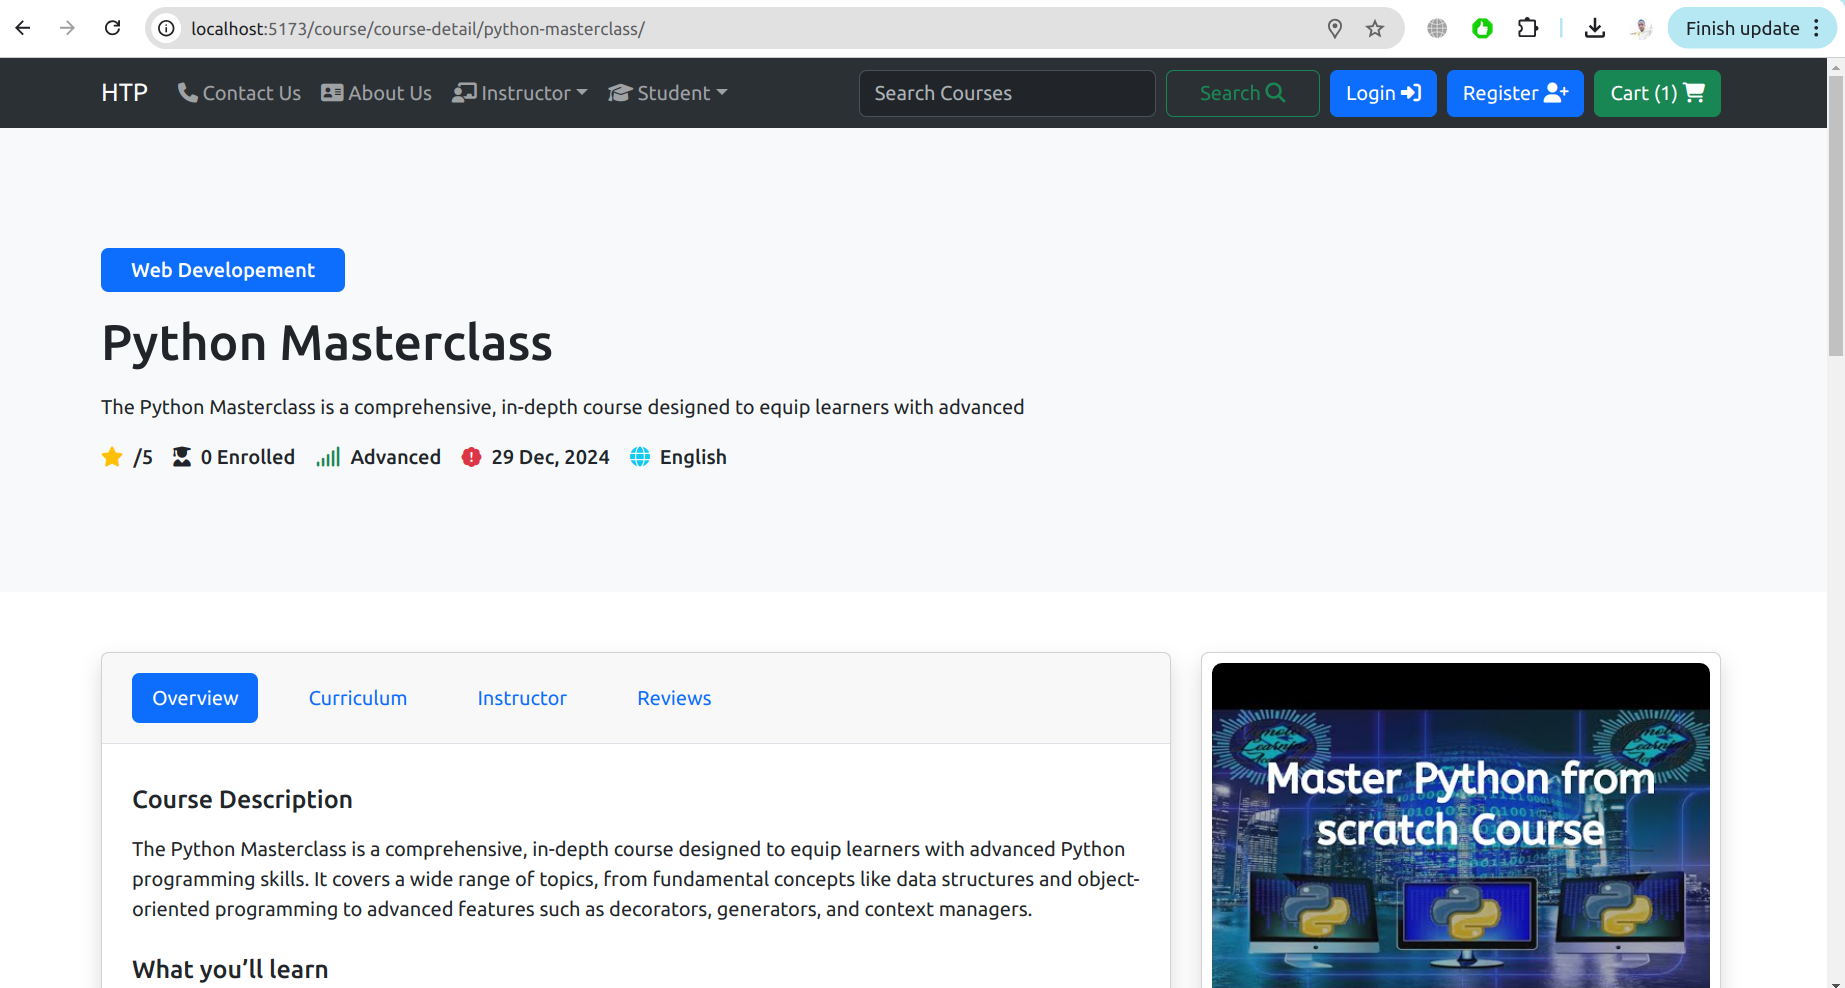 localhost:5173/course/course-detail/python-masterclass/
Finish update
HTP Contact Us About Us Instructor Student Search Courses Search Login Register Cart (1)
Web Developement
Python Masterclass
The Python Masterclass is a comprehensive, in-depth course designed to equip learners with advanced
/5 0 Enrolled Advanced 29 Dec, 2024 English
Overview Curriculum Instructor Reviews
Course Description
The Python Masterclass is a comprehensive, in-depth course designed to equip learners with advanced Python
programming skills. It covers a wide range of topics, from fundamental concepts like data structures and object-
oriented programming to advanced features such as decorators, generators, and context managers.
What you’ll learn
Master Python from
scratch Course